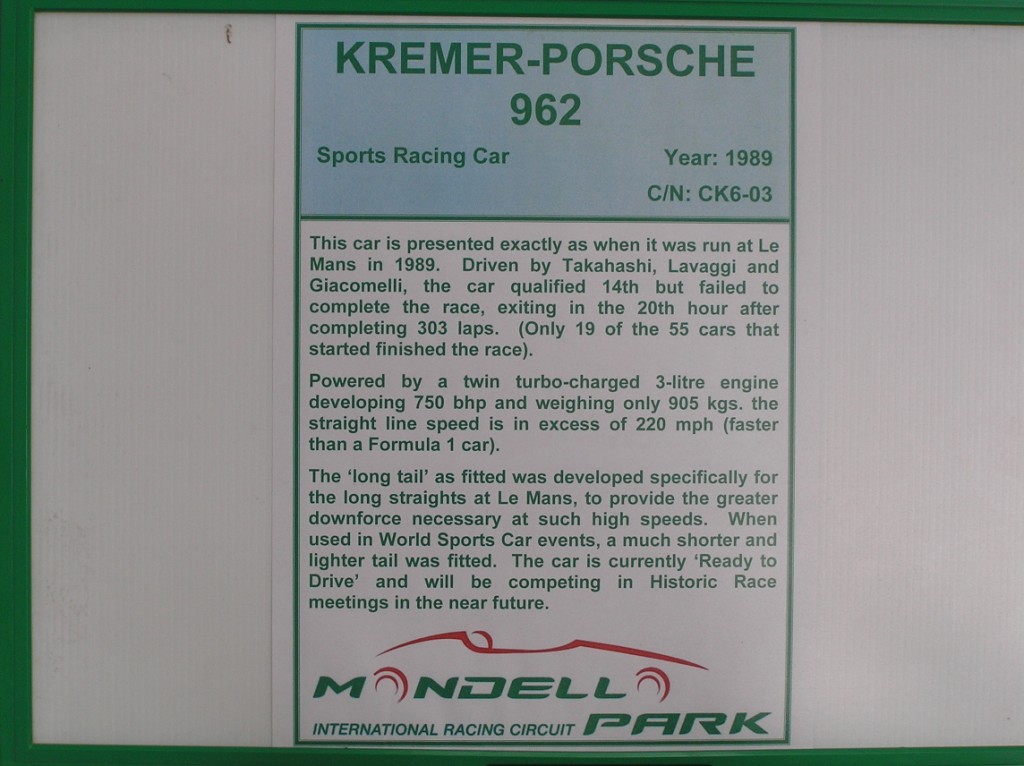 KREMER-PORSCHE
962
Sports Racing Car
Year: 1989
C/N: CK6-03
This car is presented exactly as when it was run at Le
Mans in 1989. Driven by Takahashi, Lavaggi and
Giacomelli, the car qualified 14th but failed to
complete the race, exiting in the 20th hour after
completing 303 laps. (Only 19 of the 55 cars that
started finished the race).
Powered by a twin turbo-charged 3-litre engine
developing 750 bhp and weighing only 905 kgs. the
straight line speed is in excess of 220 mph (faster
than a Formula 1 car).
The ‘long tail’ as fitted was developed specifically for
the long straights at Le Mans, to provide the greater
downforce necessary at such high speeds. When
used in World Sports Car events, a much shorter and
lighter tail was fitted. The car is currently ‘Ready to
Drive’ and will be competing in Historic Race
meetings in the near future.
MONDELLO
INTERNATIONAL RACING CIRCUIT PARK